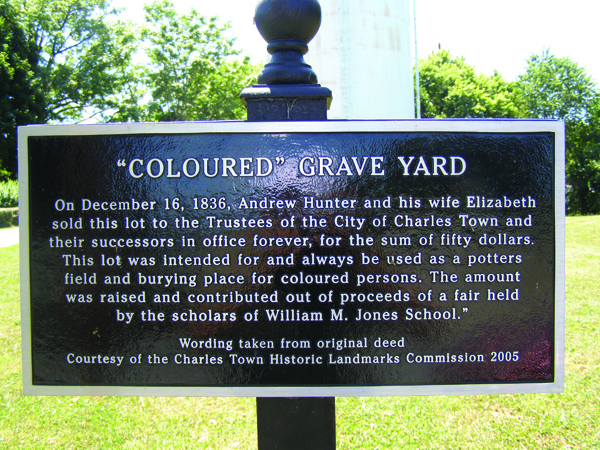 “COLOURED” GRAVE YARD
On December 16, 1836, Andrew Hunter and his wife Elizabeth
sold this lot to the Trustees of the City of Charles Town and
their successors in office forever, for the sum of fifty dollars.
This lot was intended for and always be used as a potters
field and burying place for coloured persons. The amount
was raised and contributed out of proceeds of a fair held
by the scholars of William M. Jones School.”
Wording taken from original deed
Courtesy of the Charles Town Historic Landmarks Commission 2005